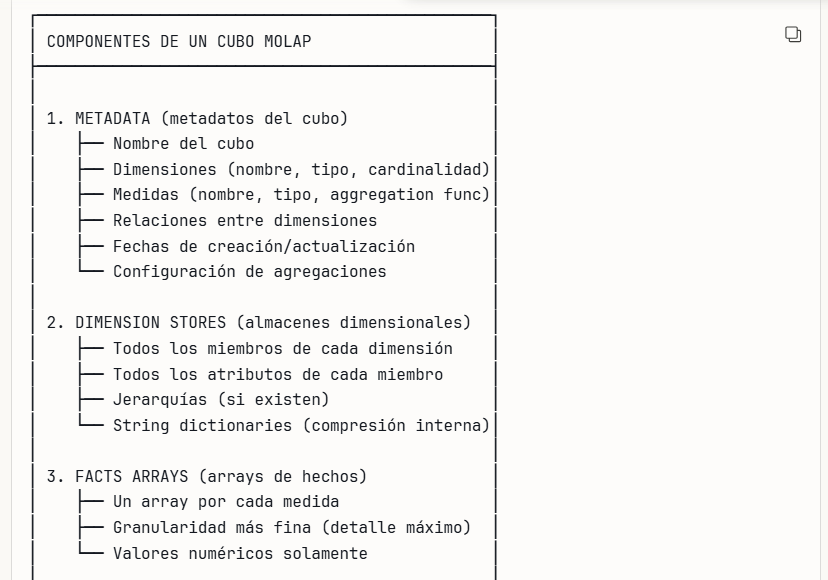 COMPONENTES DE UN CUBO MOLAP
1. METADATA (metadatos del cubo)
├── Nombre del cubo
├── Dimensiones (nombre, tipo, cardinalidad)
├── Medidas (nombre, tipo, aggregation func)
├── Relaciones entre dimensiones
├── Fechas de creación/actualización
└── Configuración de agregaciones
2. DIMENSION STORES (almacenes dimensionales)
├── Todos los miembros de cada dimensión
├── Todos los atributos de cada miembro
├── Jerarquías (si existen)
└── String dictionaries (compresión interna)
3. FACTS ARRAYS (arrays de hechos)
├── Un array por cada medida
├── Granularidad más fina (detalle máximo)
└── Valores numéricos solamente